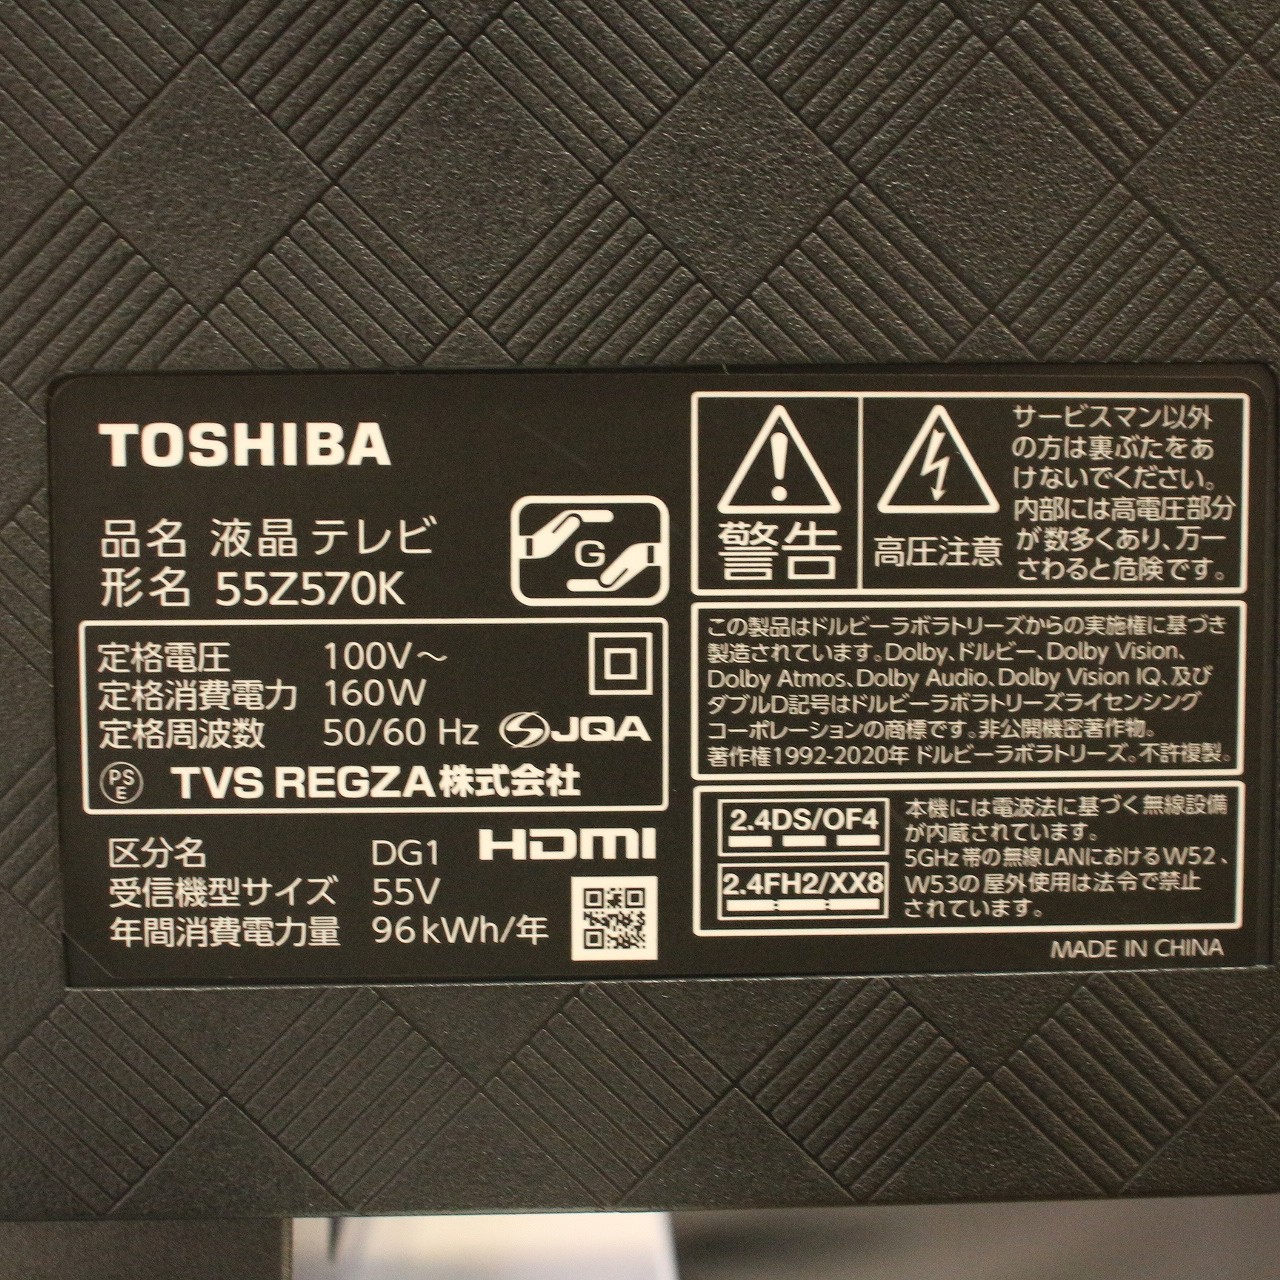 TOSHIBA
品名 液晶テレビ
形名 55Z570K
G
定格電圧 100V～
定格消費電力 160W
定格周波数 50/60 Hz
JQA
PSE TVS REGZA株式会社
区分名 DG1
HDMI
受信機型サイズ 55V
年間消費電力量 96kWh/年
警告
高圧注意
サービスマン以外
の方は裏ぶたをあ
けないでください。
内部には高電圧部分
が数多くあり、万一
さわると危険です。
この製品はドルビーラボラトリーズからの実施権に基づき
製造されています。Dolby、ドルビー、Dolby Vision、
Dolby Atmos、Dolby Audio、Dolby Vision IQ、及び
ダブルD記号はドルビーラボラトリーズライセンシング
コーポレーションの商標です。非公開機密著作物。
著作権1992-2020年 ドルビーラボラトリーズ。不許複製。
2.4DS/OF4
2.4FH2/XX8
本機には電波法に基づく無線設備
が内蔵されています。
5GHz帯の無線LANにおけるW52、
W53の屋外使用は法令で禁止
されています。
MADE IN CHINA